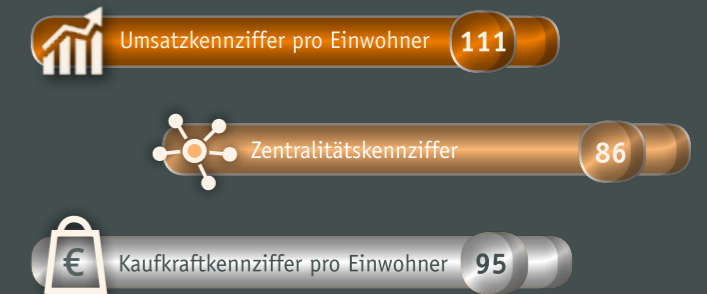 Umsatzkennziffer pro Einwohner 111
Zentralitätskennziffer 86
€ Kaufkraftkennziffer pro Einwohner 95